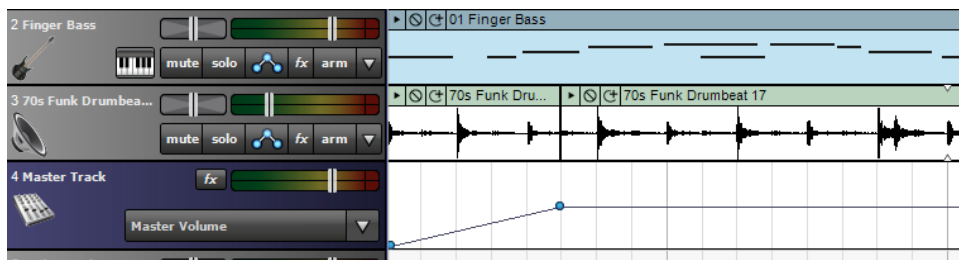 2 Finger Bass
mute solo fx arm
01 Finger Bass
3 70s Funk Drumbea...
mute solo fx arm
70s Funk Dru...
70s Funk Drumbeat 17
4 Master Track
fx
Master Volume